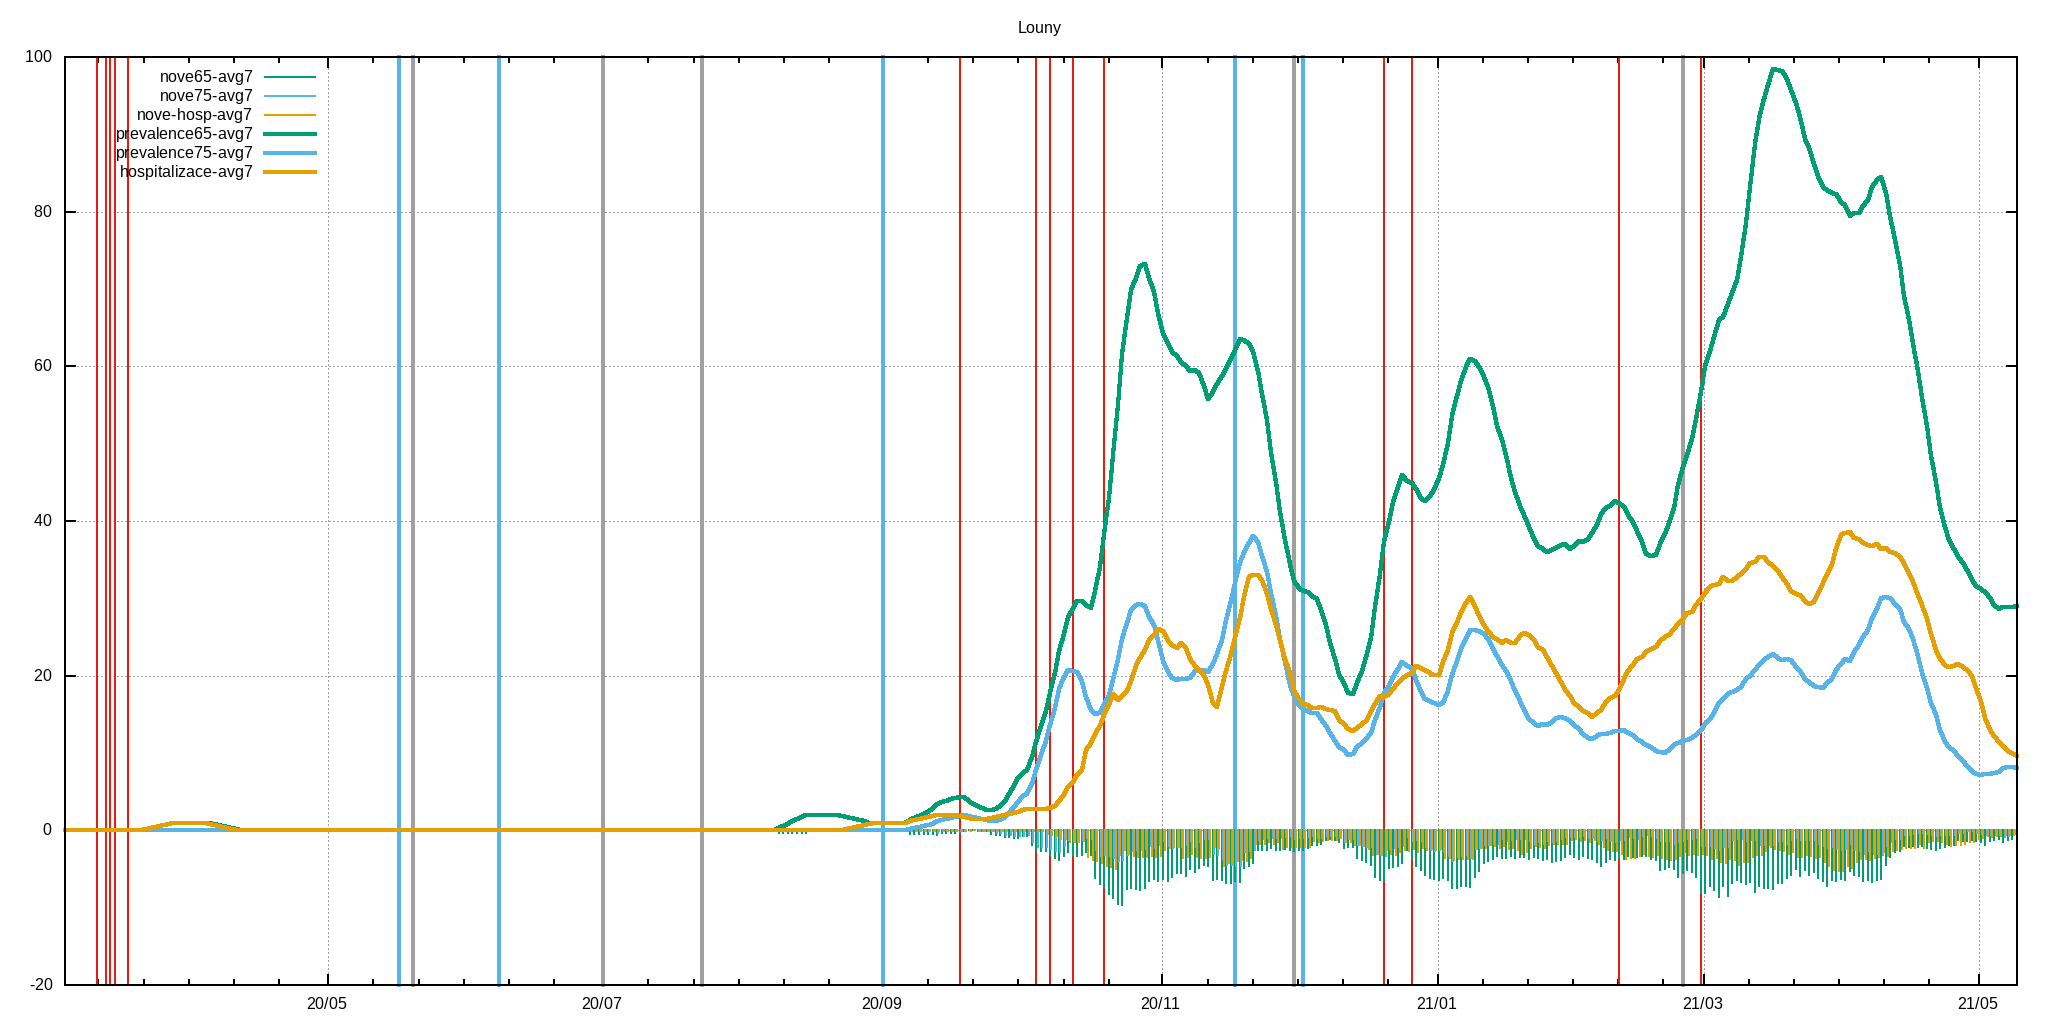 Louny
100
80
60
40
20
0
-20
nove65-avg7
nove75-avg7
nove-hosp-avg7
prevalence65-avg7
prevalence75-avg7
hospitalizace-avg7
20/05 20/07 20/09 20/11 21/01 21/03 21/05